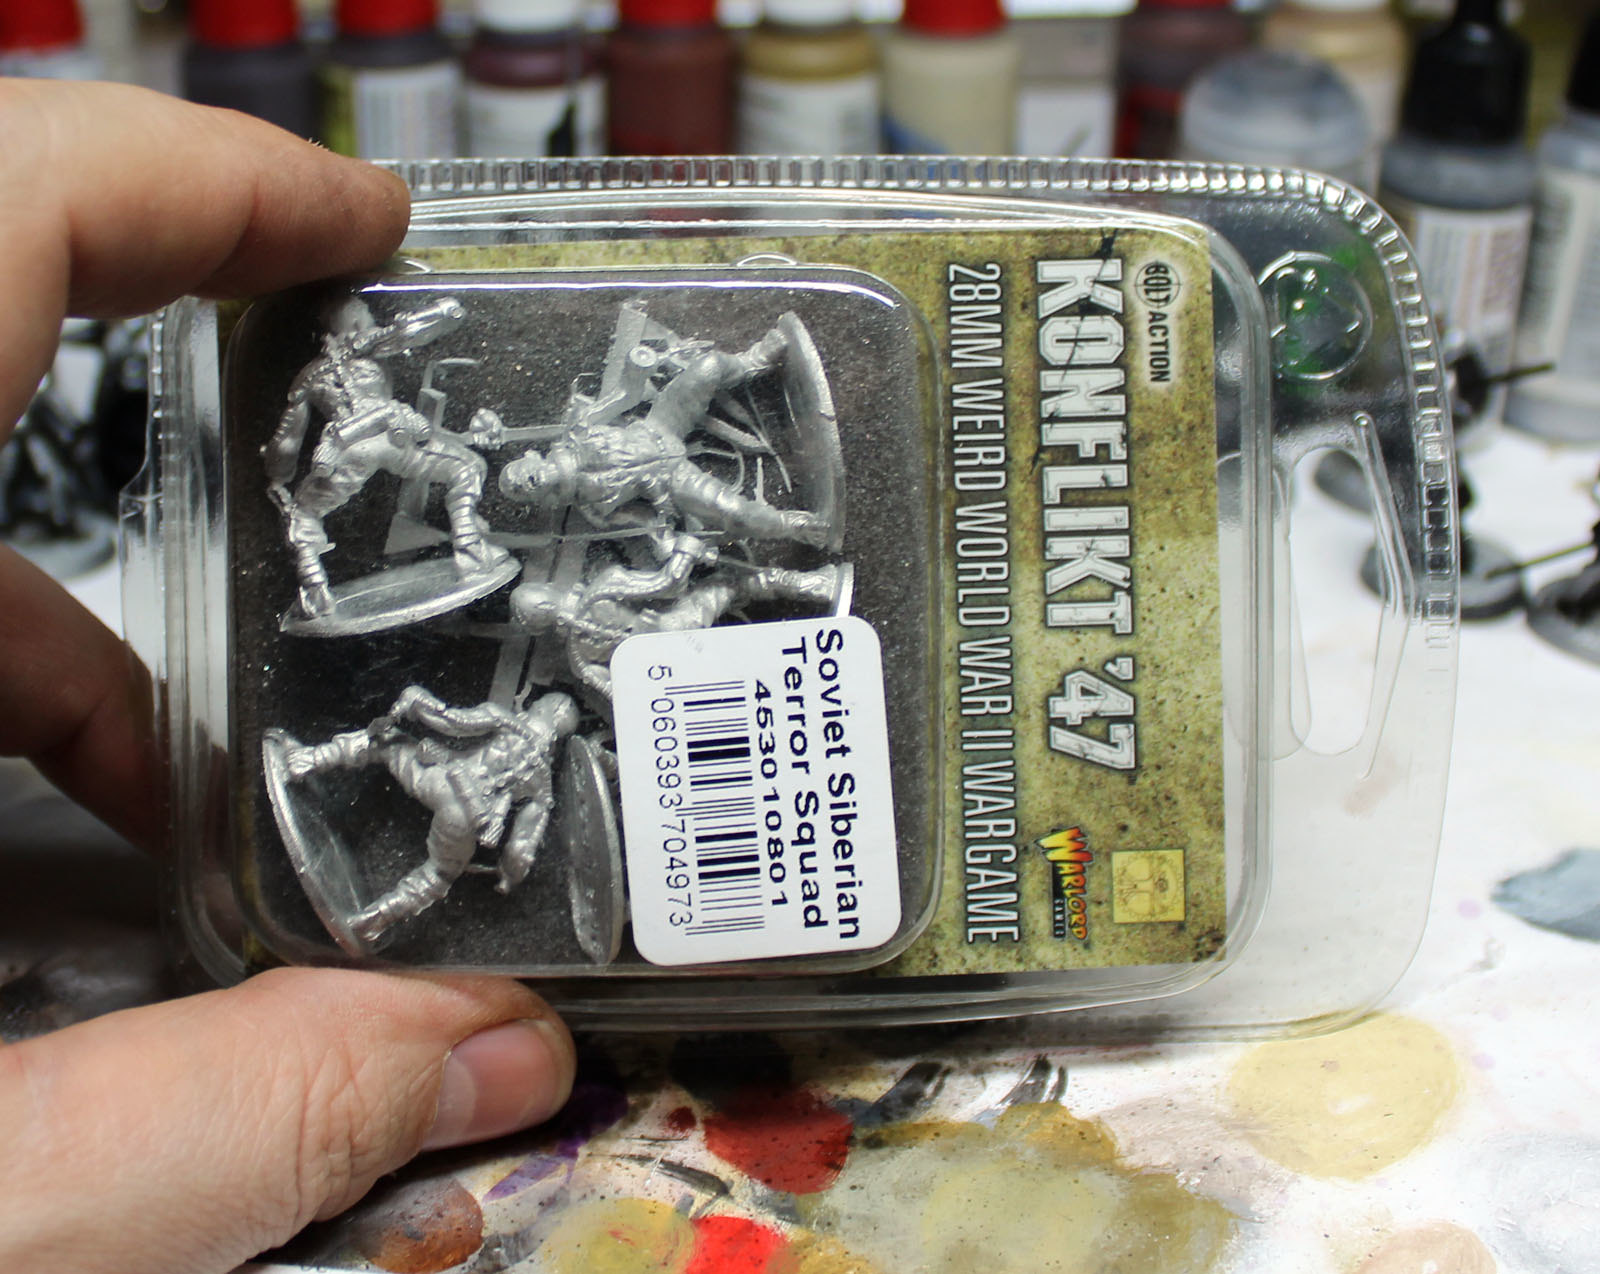 BOLT ACTION
KONFLIKT '47
28MM WEIRD WORLD WAR II WARGAME
WARLORD
GAMES
Soviet Siberian
Terror Squad
453010801
5 060393 704973